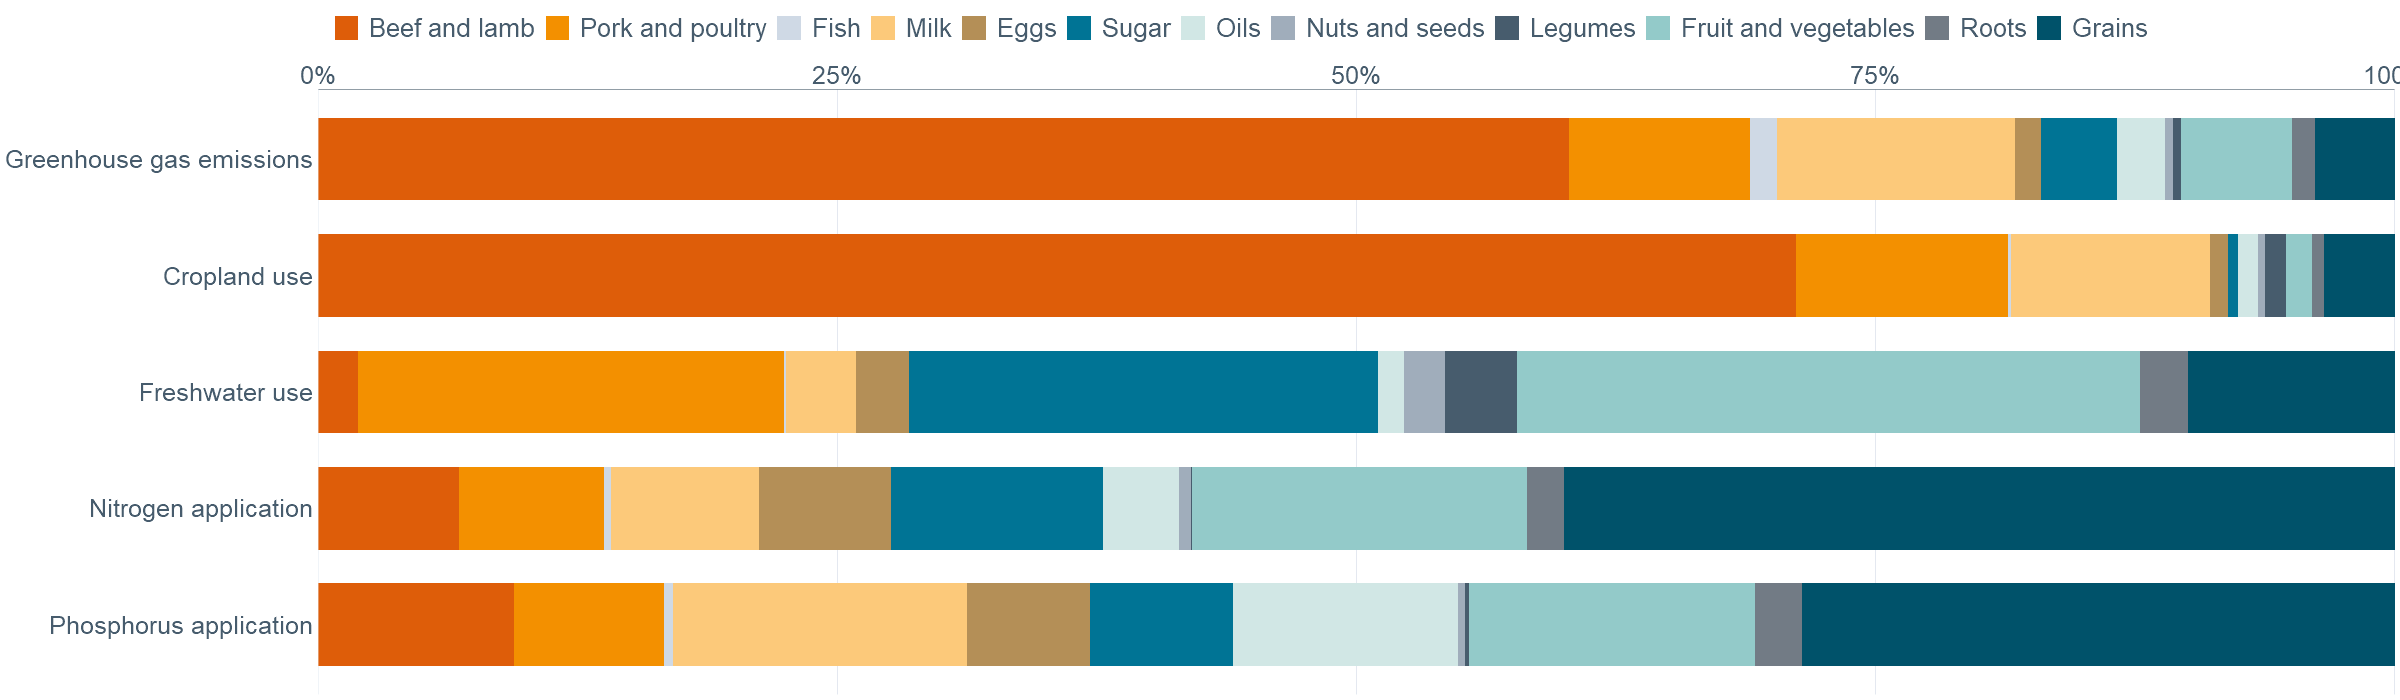 Beef and lamb Pork and poultry Fish Milk Eggs Sugar Oils Nuts and seeds Legumes Fruit and vegetables Roots Grains
0% 25% 50% 75% 100
Greenhouse gas emissions
Cropland use
Freshwater use
Nitrogen application
Phosphorus application